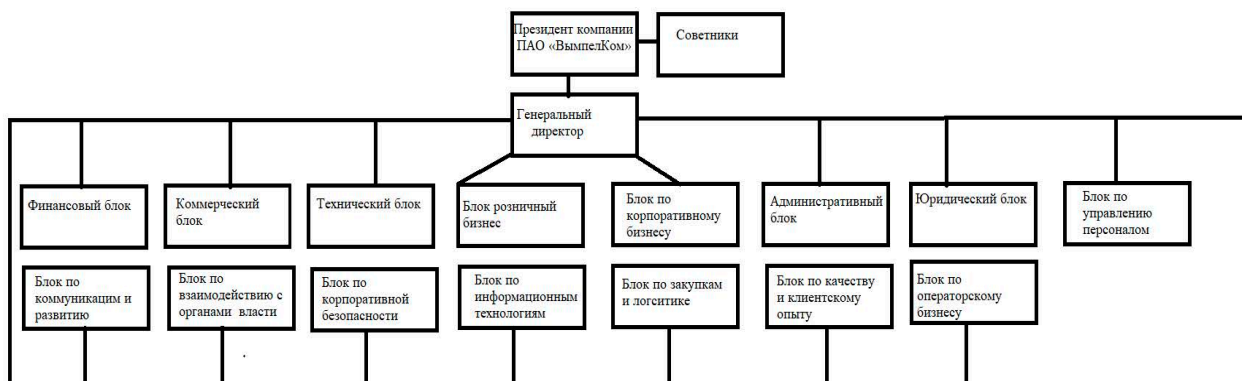 Президент компании
ПАО «ВымпелКом»
Советники
Генеральный
директор
Финансовый блок
Коммерческий
блок
Технический блок
Блок розничный
бизнес
Блок по
корпоративному
бизнесу
Административный
блок
Юридический блок
Блок по
управлению
персоналом
Блок по
коммуникацим и
развитию
Блок по
взаимодействию с
органами власти
Блок по
корпоративной
безопасности
Блок по
информационным
технологиям
Блок по закупкам
и логситике
Блок по качеству
и клиентскому
опыту
Блок по
операторскому
бизнесу